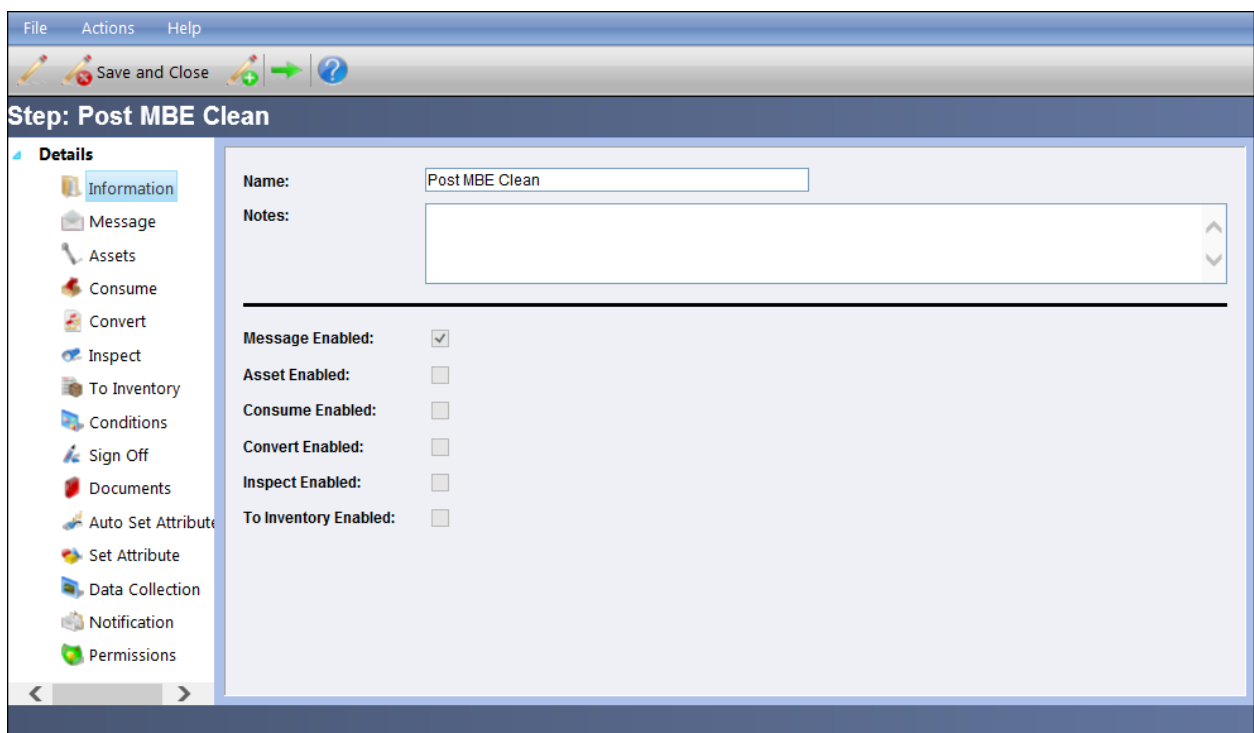 File Actions Help
Save and Close
Step: Post MBE Clean
Details
Information
Message
Assets
Consume
Convert
Inspect
To Inventory
Conditions
Sign Off
Documents
Auto Set Attribute
Set Attribute
Data Collection
Notification
Permissions
Name: Post MBE Clean
Notes:
Message Enabled:
Asset Enabled:
Consume Enabled:
Convert Enabled:
Inspect Enabled:
To Inventory Enabled: